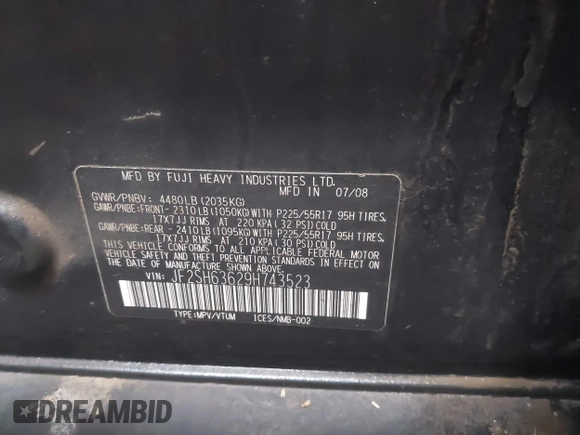 MFD BY FUJI HEAVY INDUSTRIES LTD.
MFD IN 07/08
GVWR/PNBV: 4480LB(2035KG)
GAWR/PNBE:FRONT- 2310LB(1050KG)WITH P225/55R17 95H TIRES,
17X7JJ RIMS AT 220 KPA(32 PSI)COLD
GAWR/PNBE:REAR - 2410LB(1095KG)WITH P225/55R17 95H TIRES,
17X7JJ RIMS AT 210 KPA(30 PSI)COLD
THIS VEHICLE CONFORMS TO ALL APPLICABLE FEDERAL MOTOR
VEHICLE SAFETY STANDARDS IN EFFECT ON THE
DATE OF MANUFACTURE SHOWN ABOVE.
VIN: JF2SH63629H743523
TYPE:MPV/VTUM ICES/NMB-002
DREAMBID